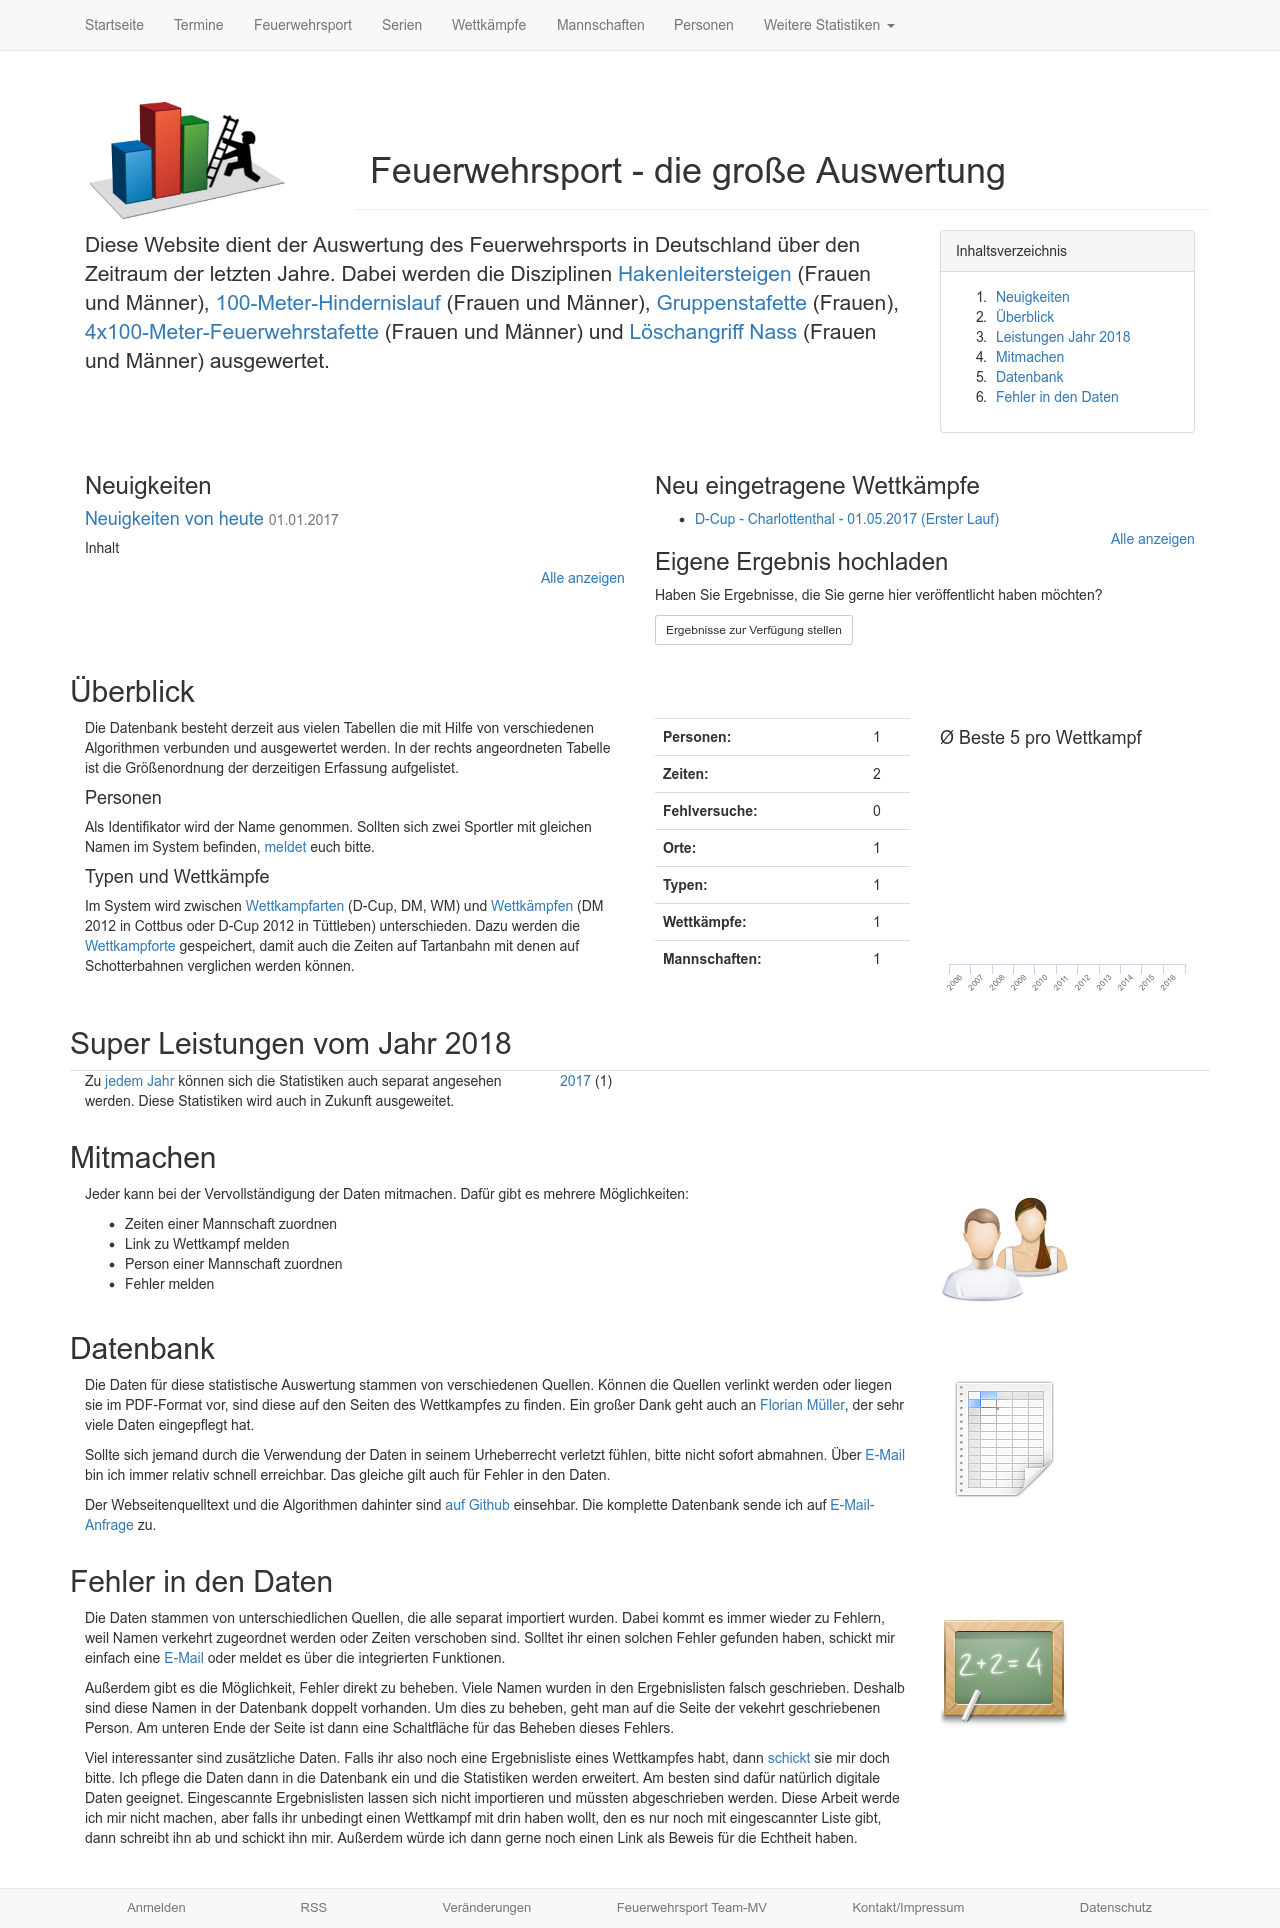 Startseite Termine Feuerwehrsport Serien Wettkämpfe Mannschaften Personen Weitere Statistiken
Feuerwehrsport - die große Auswertung
Diese Website dient der Auswertung des Feuerwehrsports in Deutschland über den
Zeitraum der letzten Jahre. Dabei werden die Disziplinen Hakenleitersteigen (Frauen
und Männer), 100-Meter-Hindernislauf (Frauen und Männer), Gruppenstafette (Frauen),
4x100-Meter-Feuerwehrstafette (Frauen und Männer) und Löschangriff Nass (Frauen
und Männer) ausgewertet.
Inhaltsverzeichnis
1. Neuigkeiten
2. Überblick
3. Leistungen Jahr 2018
4. Mitmachen
5. Datenbank
6. Fehler in den Daten
Neuigkeiten
Neuigkeiten von heute 01.01.2017
Inhalt
Alle anzeigen
Neu eingetragene Wettkämpfe
• D-Cup - Charlottenthal - 01.05.2017 (Erster Lauf)
Alle anzeigen
Eigene Ergebnis hochladen
Haben Sie Ergebnisse, die Sie gerne hier veröffentlicht haben möchten?
Ergebnisse zur Verfügung stellen
Überblick
Die Datenbank besteht derzeit aus vielen Tabellen die mit Hilfe von verschiedenen
Algorithmen verbunden und ausgewertet werden. In der rechts angeordneten Tabelle
ist die Größenordnung der derzeitigen Erfassung aufgelistet.
Personen
Als Identifikator wird der Name genommen. Sollten sich zwei Sportler mit gleichen
Namen im System befinden, meldet euch bitte.
Typen und Wettkämpfe
Im System wird zwischen Wettkampfarten (D-Cup, DM, WM) und Wettkämpfen (DM
2012 in Cottbus oder D-Cup 2012 in Tüttleben) unterschieden. Dazu werden die
Wettkampforte gespeichert, damit auch die Zeiten auf Tartanbahn mit denen auf
Schotterbahnen verglichen werden können.
Personen: 1
Zeiten: 2
Fehlversuche: 0
Orte: 1
Typen: 1
Wettkämpfe: 1
Mannschaften: 1
Ø Beste 5 pro Wettkampf
2006 2007 2008 2009 2010 2011 2012 2013 2014 2015 2016
Super Leistungen vom Jahr 2018
Zu jedem Jahr können sich die Statistiken auch separat angesehen
werden. Diese Statistiken wird auch in Zukunft ausgeweitet.
2017 (1)
Mitmachen
Jeder kann bei der Vervollständigung der Daten mitmachen. Dafür gibt es mehrere Möglichkeiten:
• Zeiten einer Mannschaft zuordnen
• Link zu Wettkampf melden
• Person einer Mannschaft zuordnen
• Fehler melden
Datenbank
Die Daten für diese statistische Auswertung stammen von verschiedenen Quellen. Können die Quellen verlinkt werden oder liegen
sie im PDF-Format vor, sind diese auf den Seiten des Wettkampfes zu finden. Ein großer Dank geht auch an Florian Müller, der sehr
viele Daten eingepflegt hat.
Sollte sich jemand durch die Verwendung der Daten in seinem Urheberrecht verletzt fühlen, bitte nicht sofort abmahnen. Über E-Mail
bin ich immer relativ schnell erreichbar. Das gleiche gilt auch für Fehler in den Daten.
Der Webseitenquelltext und die Algorithmen dahinter sind auf Github einsehbar. Die komplette Datenbank sende ich auf E-Mail-
Anfrage zu.
Fehler in den Daten
Die Daten stammen von unterschiedlichen Quellen, die alle separat importiert wurden. Dabei kommt es immer wieder zu Fehlern,
weil Namen verkehrt zugeordnet werden oder Zeiten verschoben sind. Solltet ihr einen solchen Fehler gefunden haben, schickt mir
einfach eine E-Mail oder meldet es über die integrierten Funktionen.
2+2=4
Außerdem gibt es die Möglichkeit, Fehler direkt zu beheben. Viele Namen wurden in den Ergebnislisten falsch geschrieben. Deshalb
sind diese Namen in der Datenbank doppelt vorhanden. Um dies zu beheben, geht man auf die Seite der vekehrt geschriebenen
Person. Am unteren Ende der Seite ist dann eine Schaltfläche für das Beheben dieses Fehlers.
Viel interessanter sind zusätzliche Daten. Falls ihr also noch eine Ergebnisliste eines Wettkampfes habt, dann schickt sie mir doch
bitte. Ich pflege die Daten dann in die Datenbank ein und die Statistiken werden erweitert. Am besten sind dafür natürlich digitale
Daten geeignet. Eingescannte Ergebnislisten lassen sich nicht importieren und müssten abgeschrieben werden. Diese Arbeit werde
ich mir nicht machen, aber falls ihr unbedingt einen Wettkampf mit drin haben wollt, den es nur noch mit eingescannter Liste gibt,
dann schreibt ihn ab und schickt ihn mir. Außerdem würde ich dann gerne noch einen Link als Beweis für die Echtheit haben.
Anmelden RSS Veränderungen Feuerwehrsport Team-MV Kontakt/Impressum Datenschutz